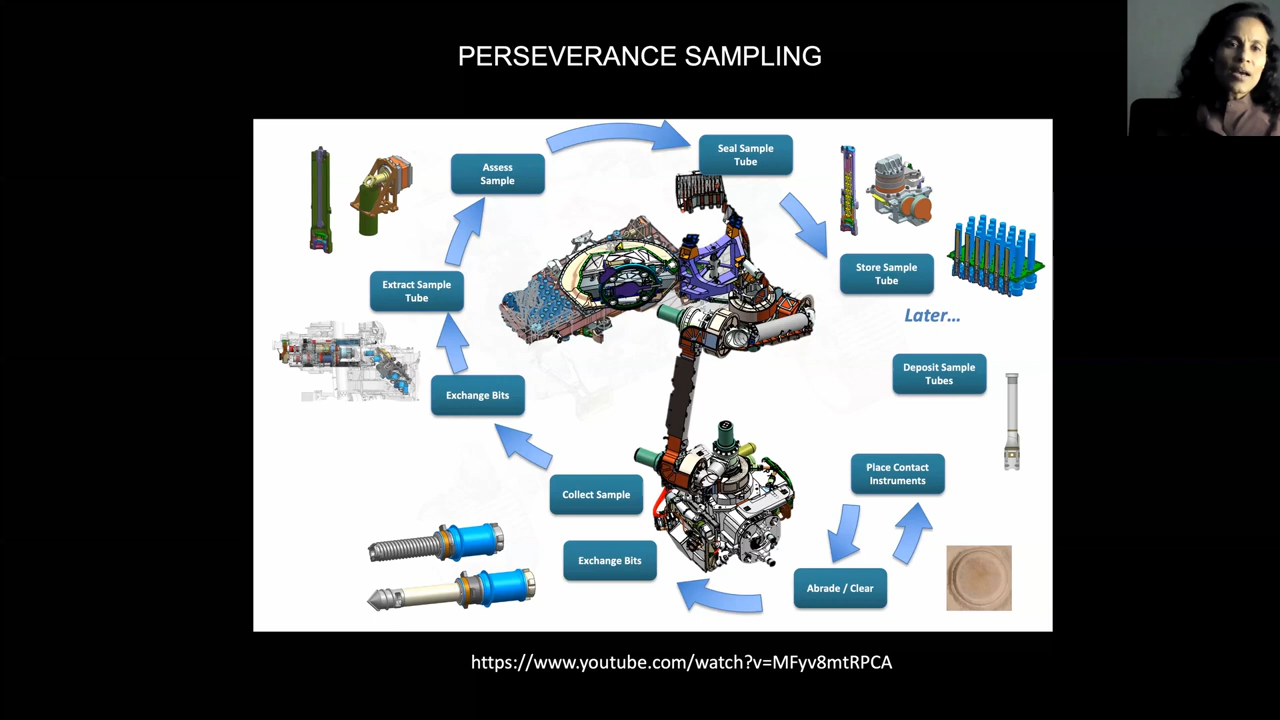 PERSEVERANCE SAMPLING
Seal Sample
Tube
Assess
Sample
Store Sample
Tube
Extract Sample
Tube
Later...
Deposit Sample
Tubes
Exchange Bits
Place Contact
Instruments
Collect Sample
Exchange Bits
Abrade / Clear
https://www.youtube.com/watch?v=MFyv8mtRPCA